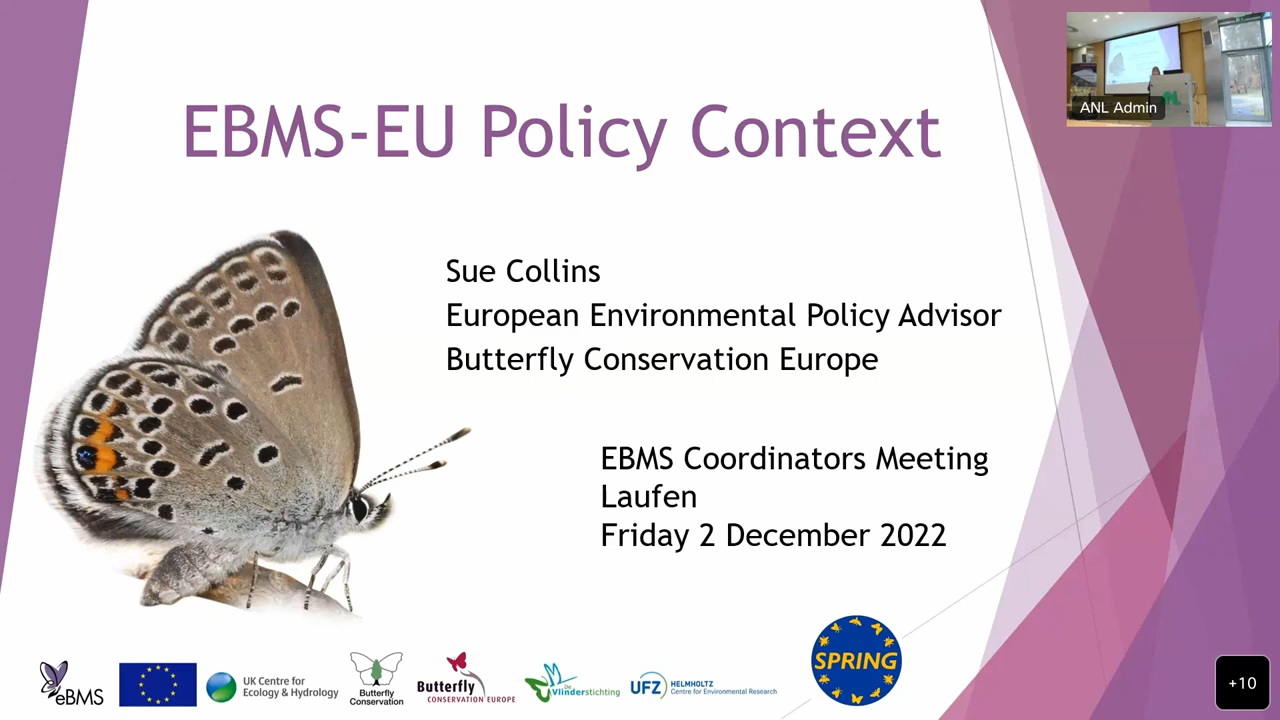 EBMS-EU Policy Context
ANL Admin
Sue Collins
European Environmental Policy Advisor
Butterfly Conservation Europe
EBMS Coordinators Meeting
Laufen
Friday 2 December 2022
eBMS
UK Centre for
Ecology & Hydrology
Butterfly
Conservation
Butterfly
CONSERVATION EUROPE
De
Vlinderstichting
UFZ
HELMHOLTZ
Centre for Environmental Research
SPRING
+10